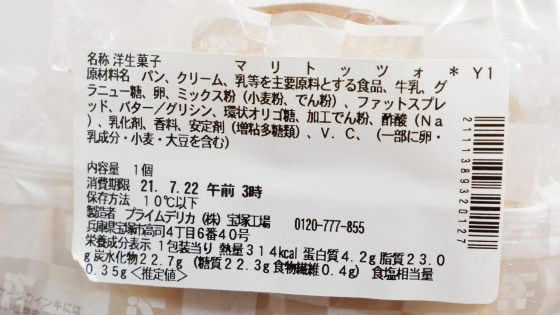 名称 洋生菓子 マリトッツォ*Y1
原材料名 パン、クリーム、乳等を主要原料とする食品、牛乳、グ
ラニュー糖、卵、ミックス粉（小麦粉、でん粉）、ファットスプレ
ッド、バター／グリシン、環状オリゴ糖、加工でん粉、酢酸（Na
）、乳化剤、香料、安定剤（増粘多糖類）、V．C、（一部に卵・
乳成分・小麦・大豆を含む）
内容量 1個
消費期限 21. 7.22 午前 3時
保存方法 10℃以下
製造者 プライムデリカ（株）宝塚工場 0120-777-855
兵庫県宝塚市高司4丁目6番40号
栄養成分表示 1包装当り 熱量314kcal 蛋白質4.2g 脂質23.0
g 炭水化物22.7g （糖質22.3g 食物繊維0.4g） 食塩相当量
0.35g <推定値>
2111389320127